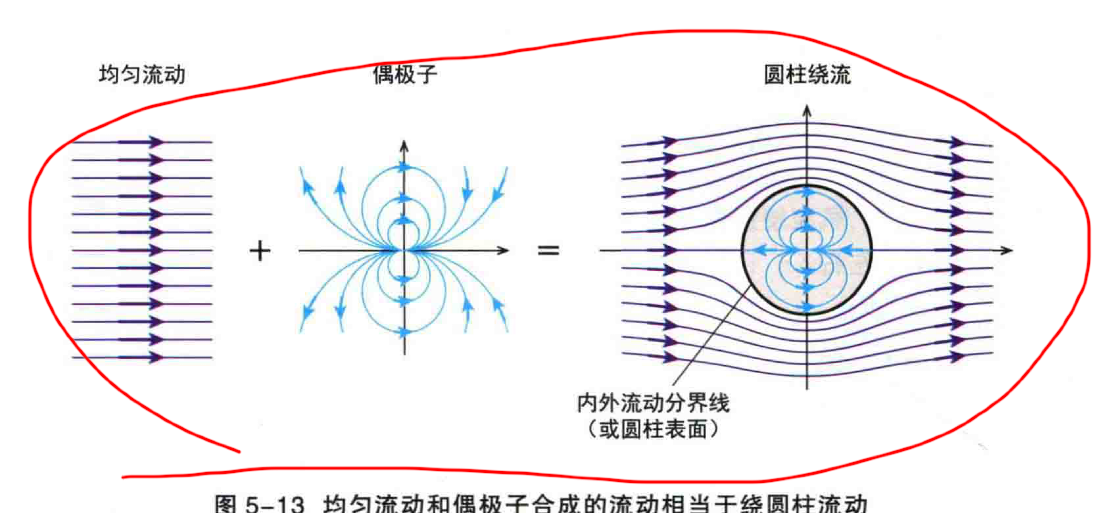 均匀流动
偶极子
圆柱绕流
+
=
内外流动分界线
（或圆柱表面）
图 5-13 均匀流动和偶极子合成的流动相当于绕圆柱流动